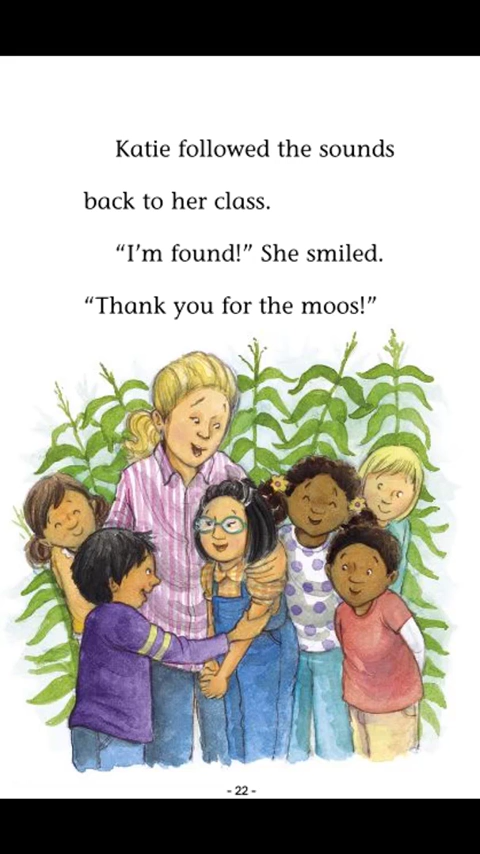 Katie followed the sounds
back to her class.
“I’m found!” She smiled.
“Thank you for the moos!”
- 22 -